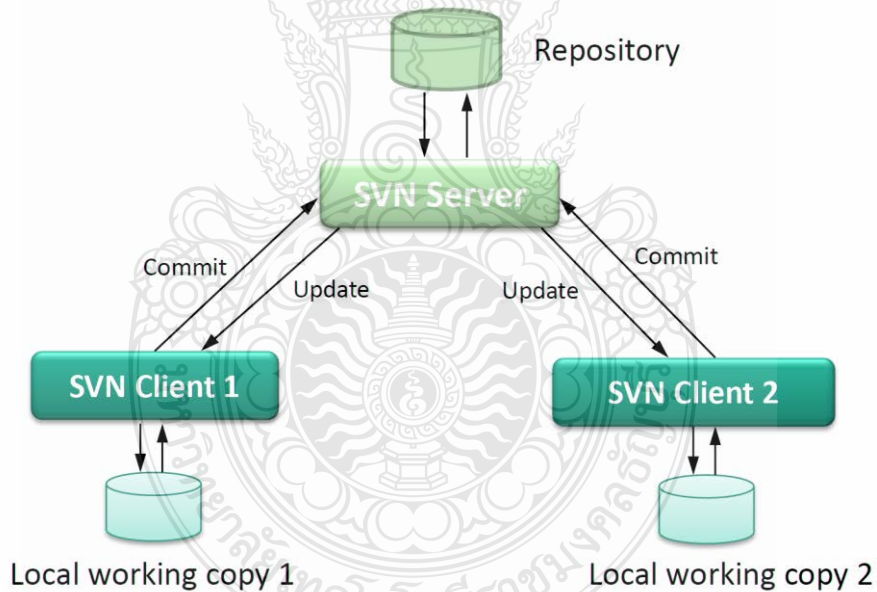 Repository
SVN Server
Commit
Commit
Update
Update
SVN Client 1
SVN Client 2
Local working copy 1
Local working copy 2